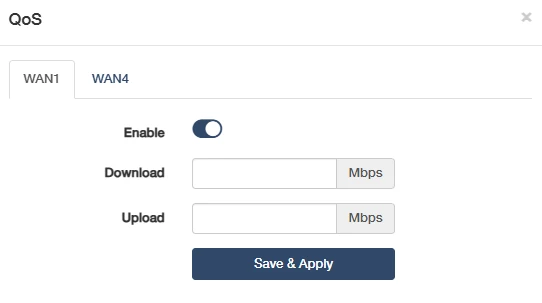 QoS ×
WAN1 WAN4
Enable
Download Mbps
Upload Mbps
Save & Apply